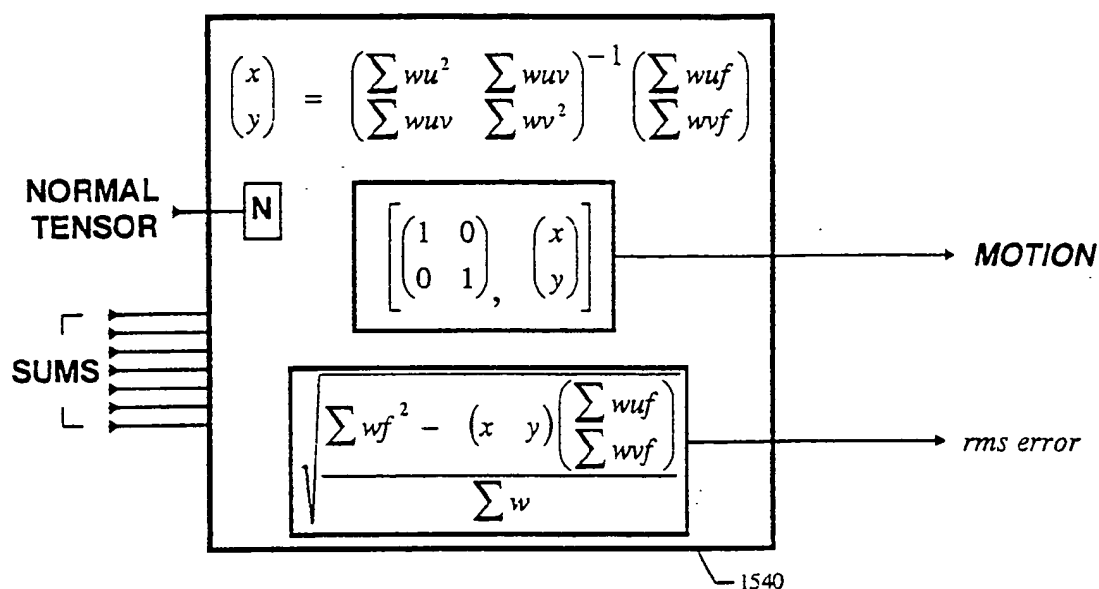 (x y) = (∑wu² ∑wuv ∑wuv ∑wv²)⁻¹ (∑wuf ∑wvf)
NORMAL
TENSOR
N
[(1 0 0 1), (x y)]
MOTION
SUMS
√((∑wf² - (x y)(∑wuf ∑wvf)) / ∑w)
rms error
1540